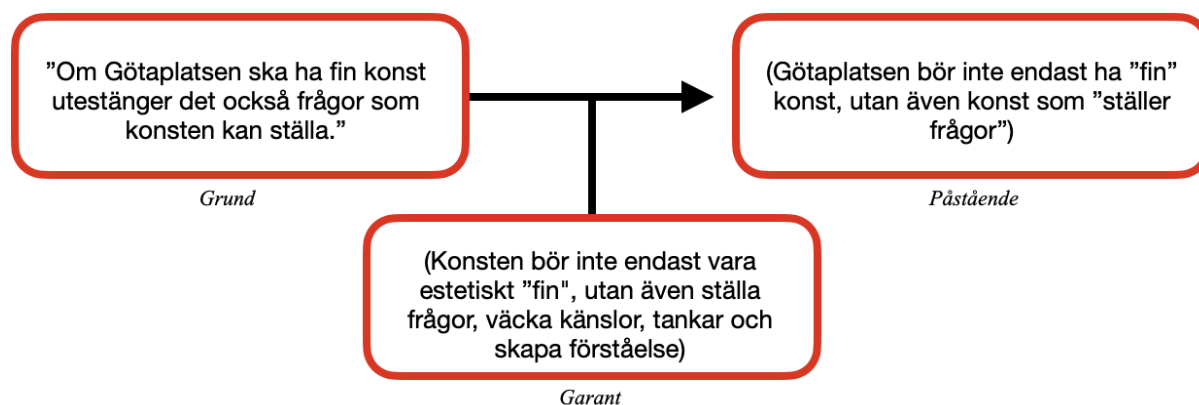 ”Om Götaplatsen ska ha fin konst
utestänger det också frågor som
konsten kan ställa.”
Grund
(Götaplatsen bör inte endast ha ”fin”
konst, utan även konst som ”ställer
frågor”)
Påstående
(Konsten bör inte endast vara
estetiskt ”fin", utan även ställa
frågor, väcka känslor, tankar och
skapa förståelse)
Garant